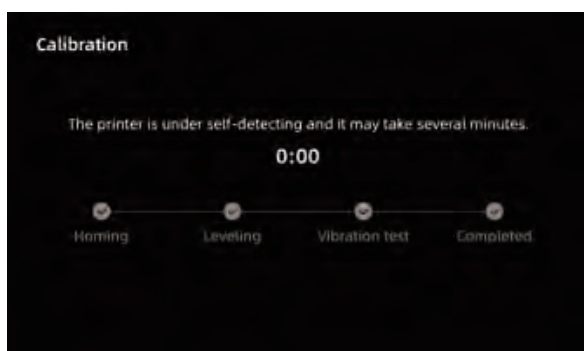 Calibration
The printer is under self-detecting and it may take several minutes.
0:00
Homing Leveling Vibration test Completed